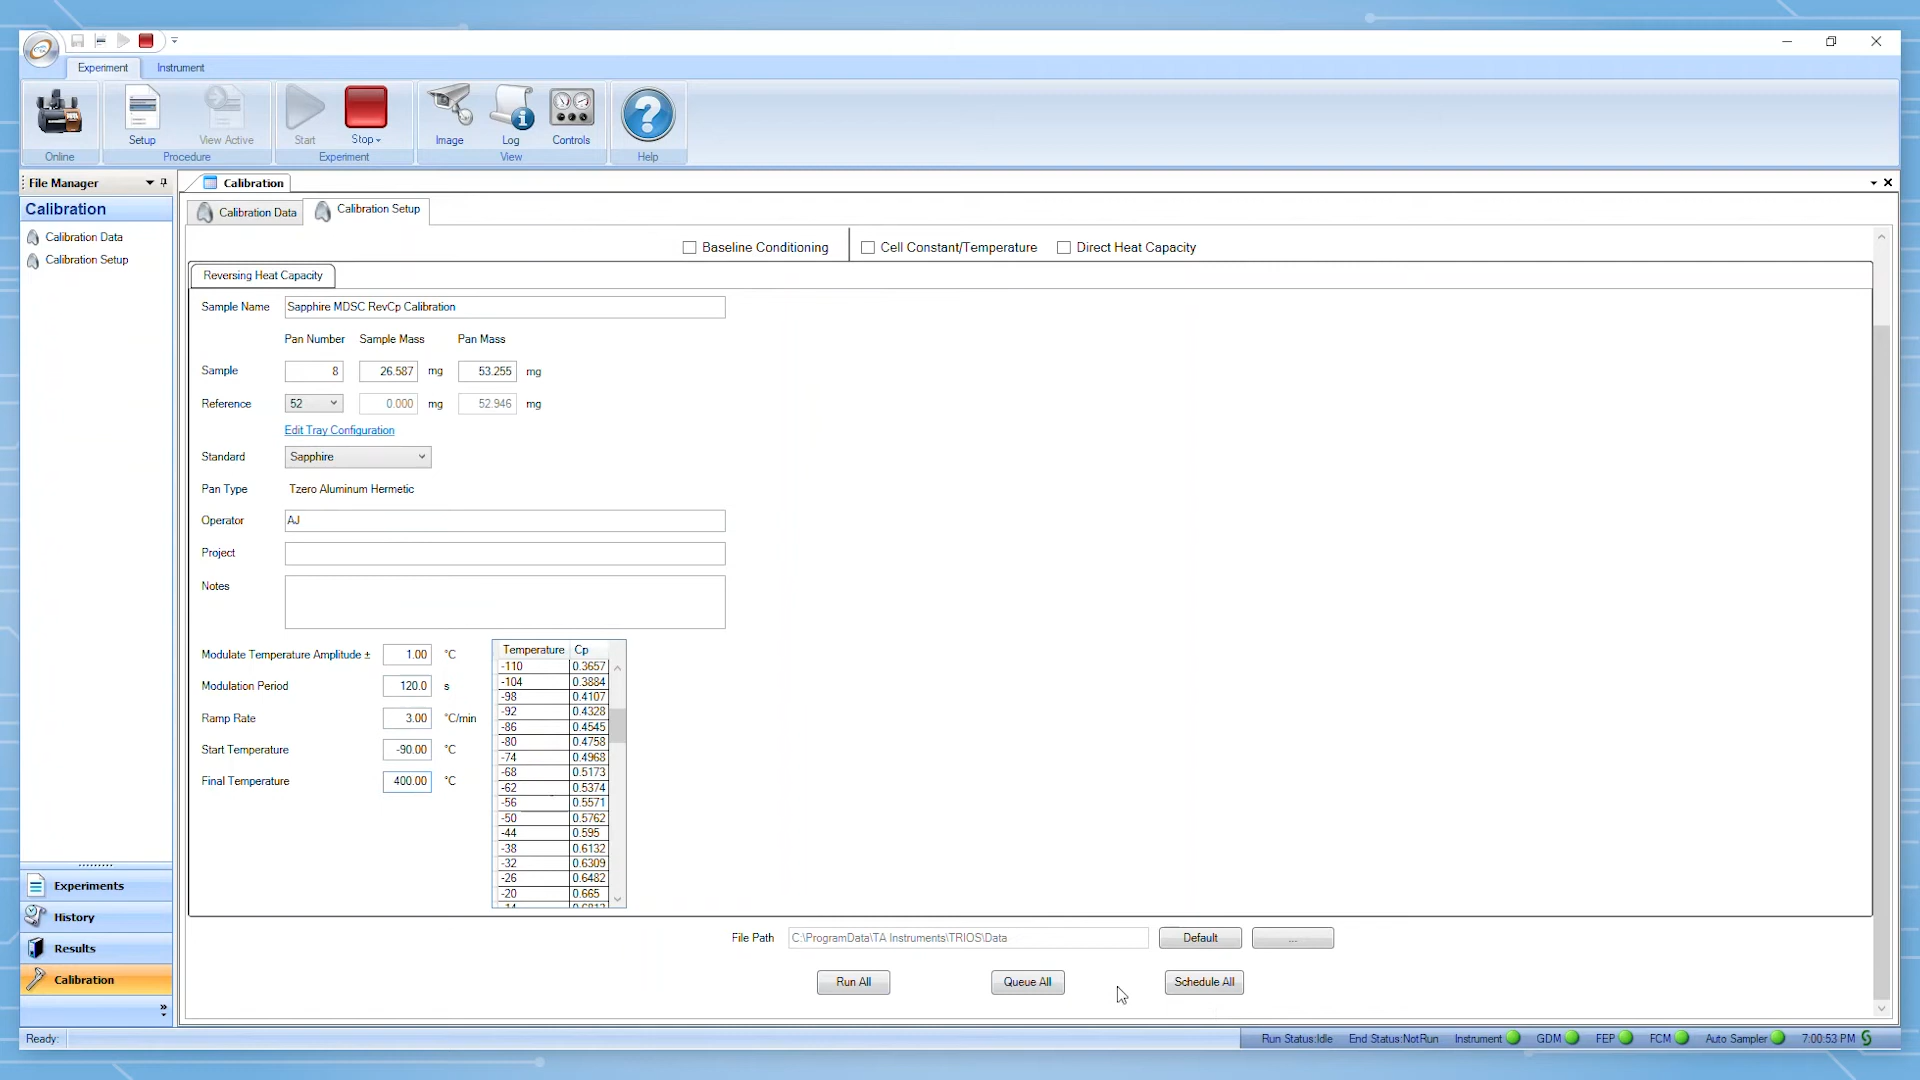 Experiment Instrument
Setup View Active Start Stop Image Log Controls
Online Procedure Experiment View Help
File Manager
Calibration
Calibration
Calibration Data
Calibration Setup
Calibration Data
Calibration Setup
Baseline Conditioning Cell Constant/Temperature Direct Heat Capacity
Reversing Heat Capacity
Sample Name Sapphire MDSC RevCp Calibration
Pan Number Sample Mass Pan Mass
Sample 8 26.587 mg 53.255 mg
Reference 52 0.000 mg 52.946 mg
Edit Tray Configuration
Standard Sapphire
Pan Type Tzero Aluminum Hermetic
Operator AJ
Project
Notes
Modulate Temperature Amplitude ± 1.00 °C
Modulation Period 120.0 s
Ramp Rate 3.00 °C/min
Start Temperature -90.00 °C
Final Temperature 400.00 °C
Temperature Cp
-110 0.3657
-104 0.3884
-98 0.4107
-92 0.4328
-86 0.4545
-80 0.4758
-74 0.4968
-68 0.5173
-62 0.5374
-56 0.5571
-50 0.5762
-44 0.595
-38 0.6132
-32 0.6309
-26 0.6482
-20 0.665
Experiments
History
Results
Calibration
File Path C:\ProgramData\TA Instruments\TRIOS\Data Default ...
Run All Queue All Schedule All
Ready: Run Status:Idle End Status:NotRun Instrument GDM FEP FCM Auto Sampler 7:00:53 PM